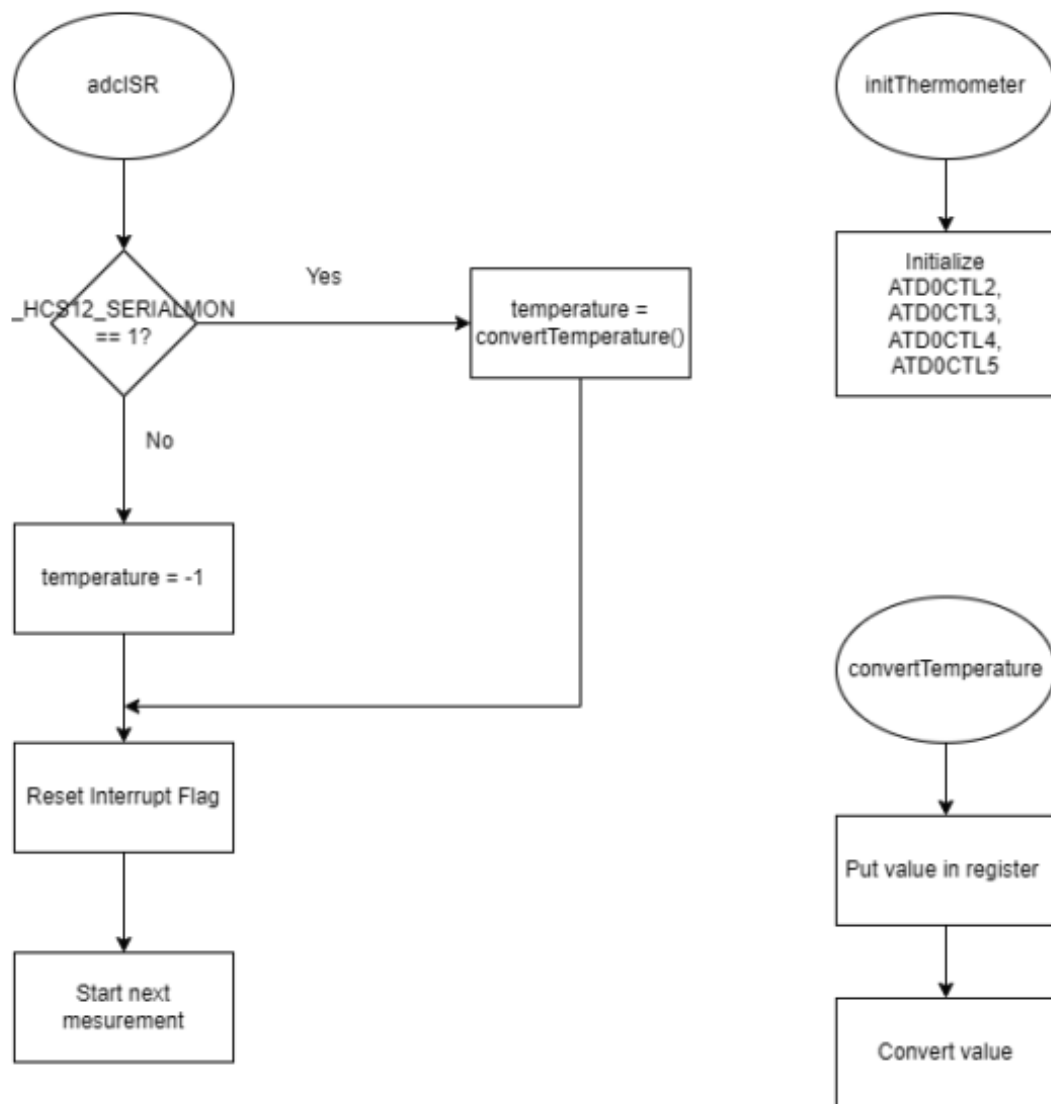 adcISR
initThermometer
_HCS12_SERIALMON
== 1?
Yes
temperature =
convertTemperature()
Initialize
ATD0CTL2,
ATD0CTL3,
ATD0CTL4,
ATD0CTL5
No
temperature = -1
convertTemperature
Reset Interrupt Flag
Put value in register
Start next
mesurement
Convert value